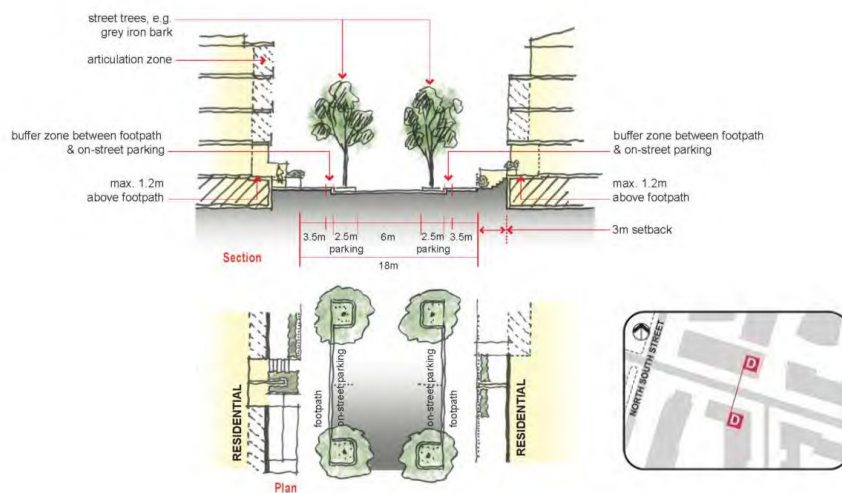 street trees, e.g.
grey iron bark
articulation zone
buffer zone between footpath
& on-street parking
buffer zone between footpath
& on-street parking
max. 1.2m
above footpath
max. 1.2m
above footpath
3.5m
2.5m
parking
6m
2.5m
parking
3.5m
3m setback
18m
Section
RESIDENTIAL
footpath
on-street parking
on-street parking
footpath
RESIDENTIAL
Plan
NORTH SOUTH STREET
D
D